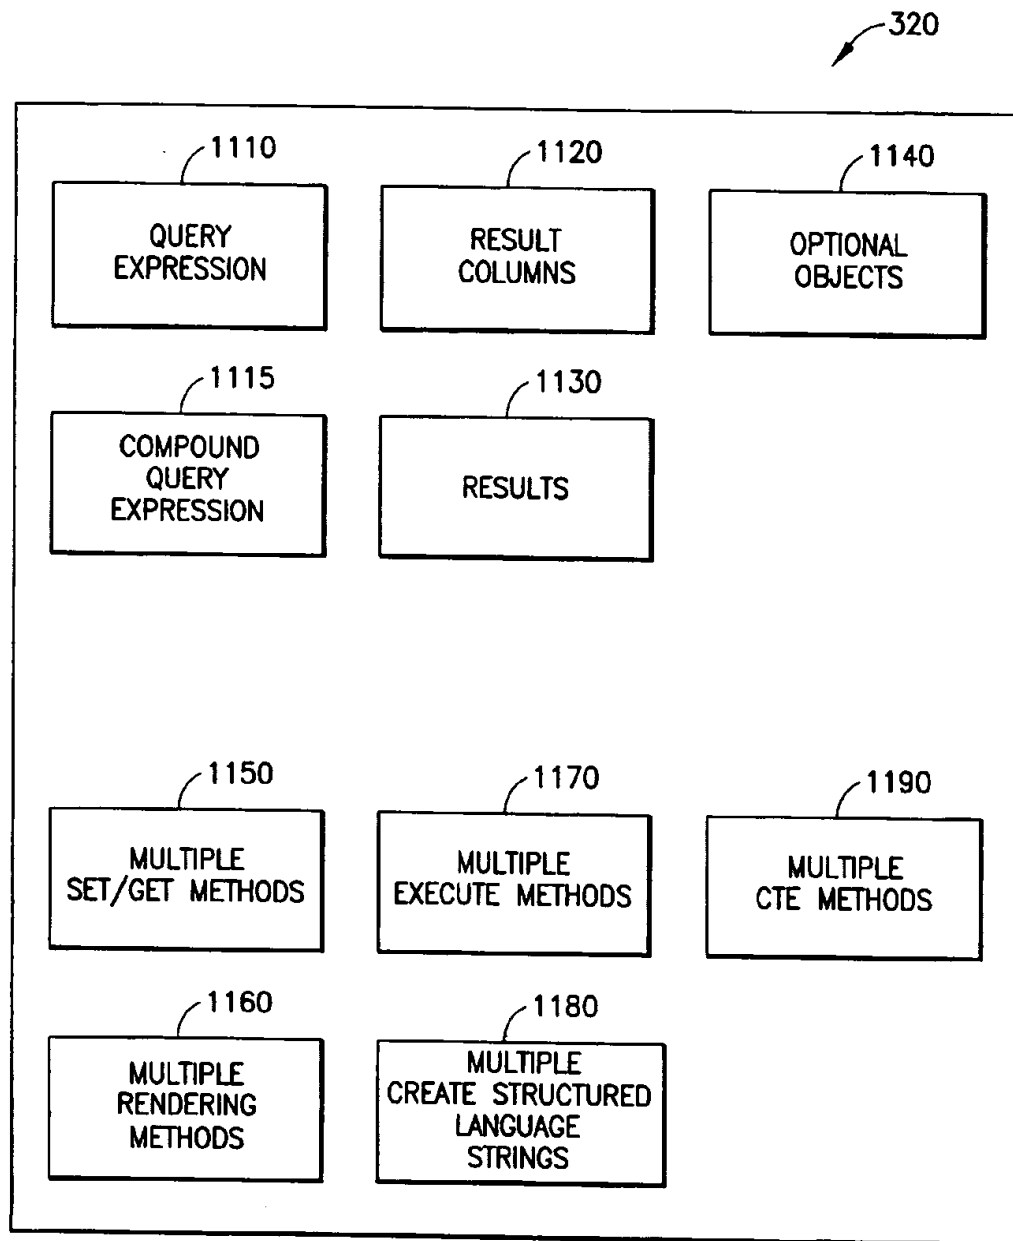 320
1110
1120
1140
QUERY
EXPRESSION
RESULT
COLUMNS
OPTIONAL
OBJECTS
1115
1130
COMPOUND
QUERY
EXPRESSION
RESULTS
1150
1170
1190
MULTIPLE
SET/GET METHODS
MULTIPLE
EXECUTE METHODS
MULTIPLE
CTE METHODS
1160
1180
MULTIPLE
RENDERING
METHODS
MULTIPLE
CREATE STRUCTURED
LANGUAGE
STRINGS